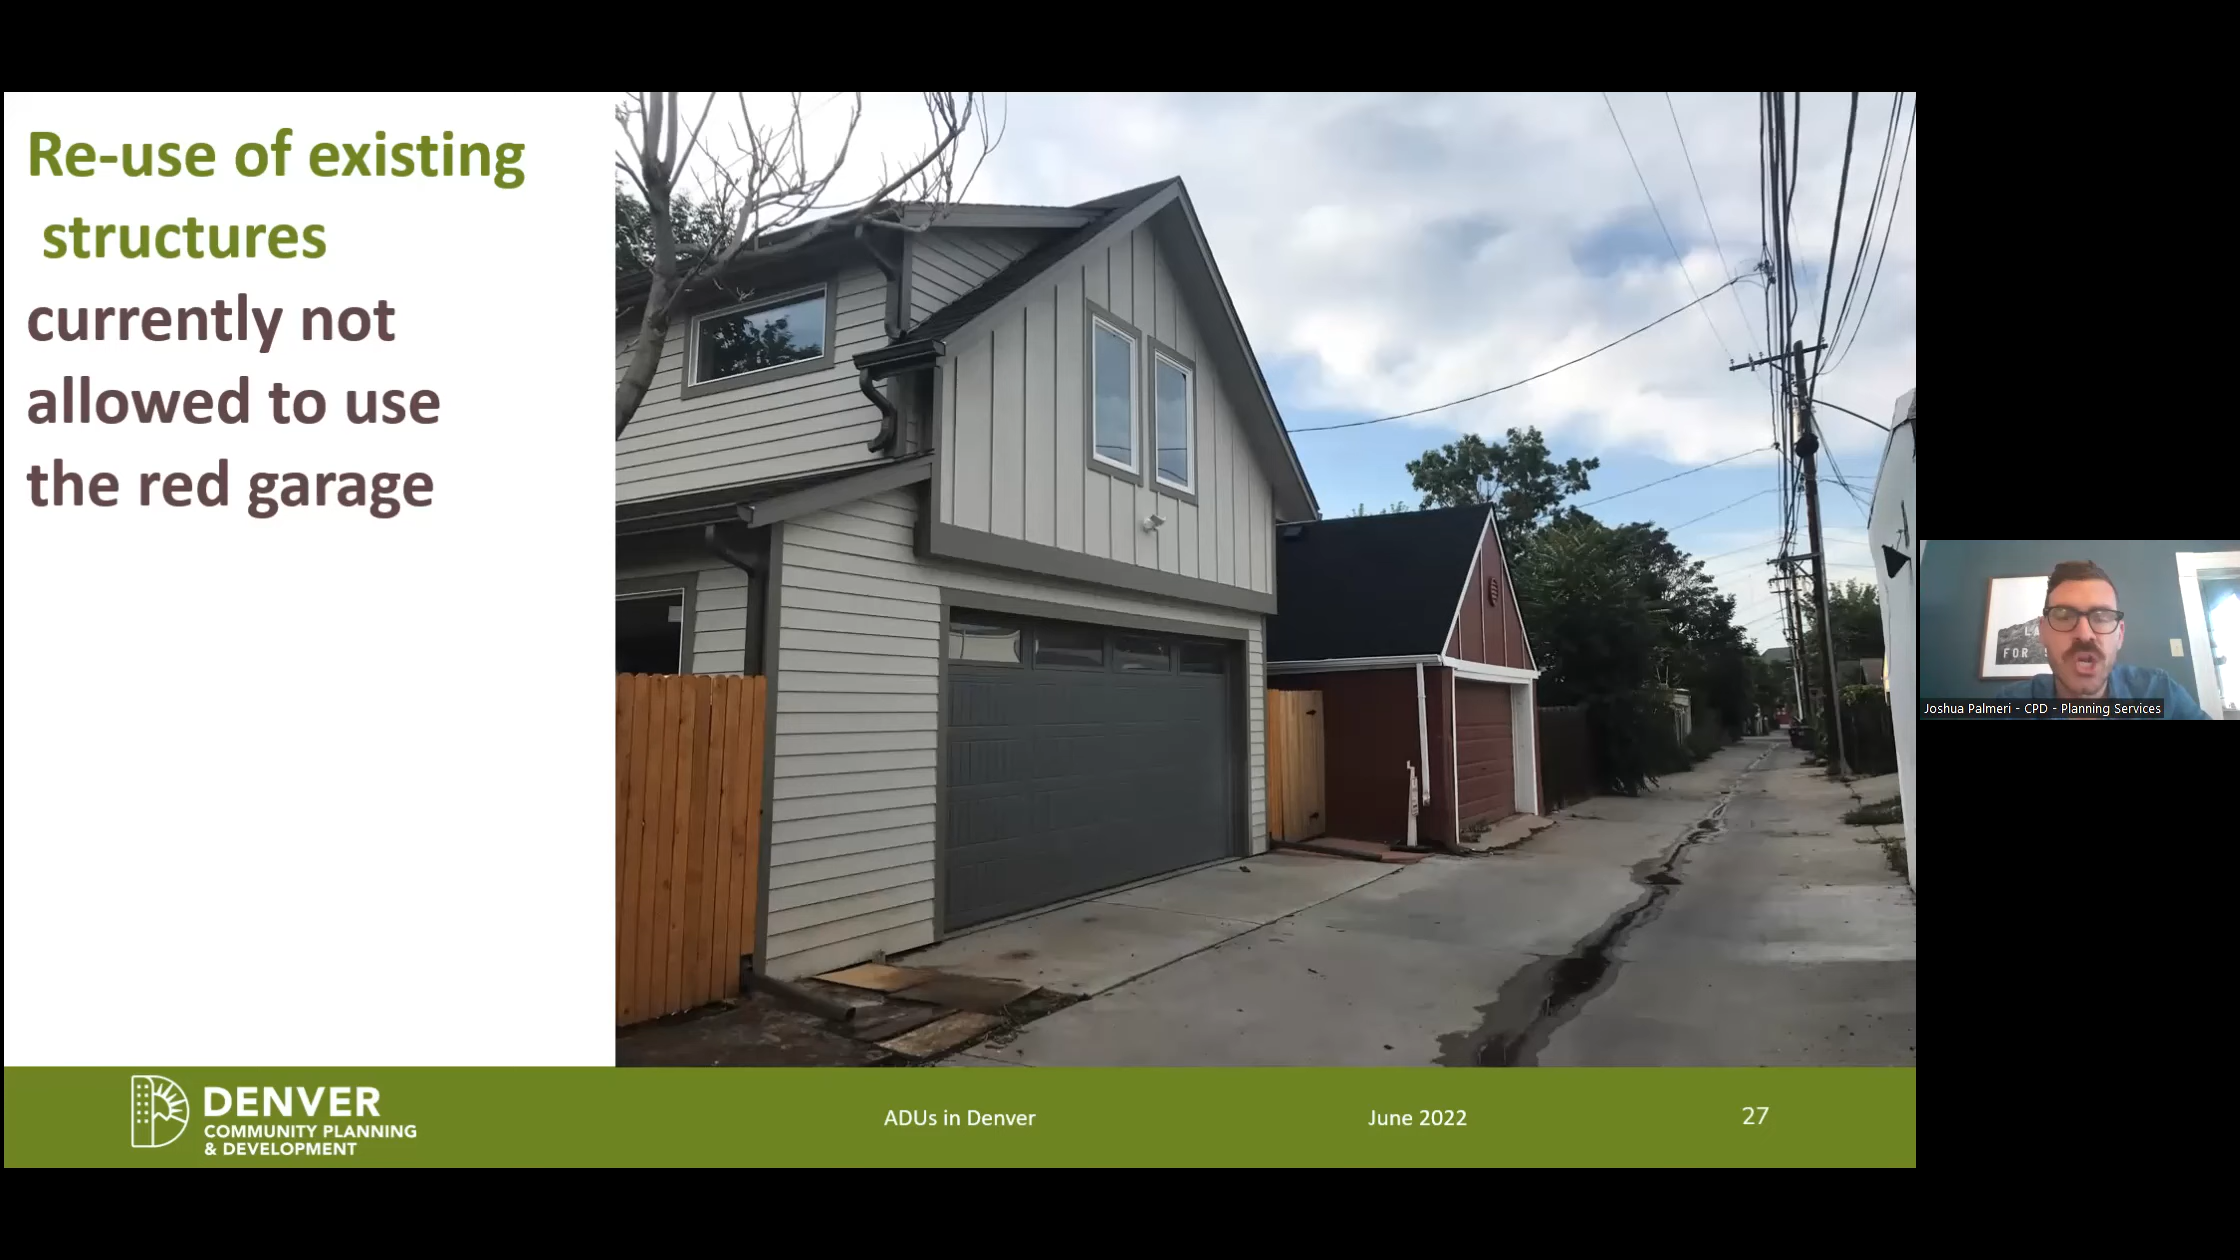 Re-use of existing
structures
currently not
allowed to use
the red garage
DENVER
COMMUNITY PLANNING
& DEVELOPMENT
ADUs in Denver
June 2022
27
FOR
Joshua Palmeri - CPD - Planning Services